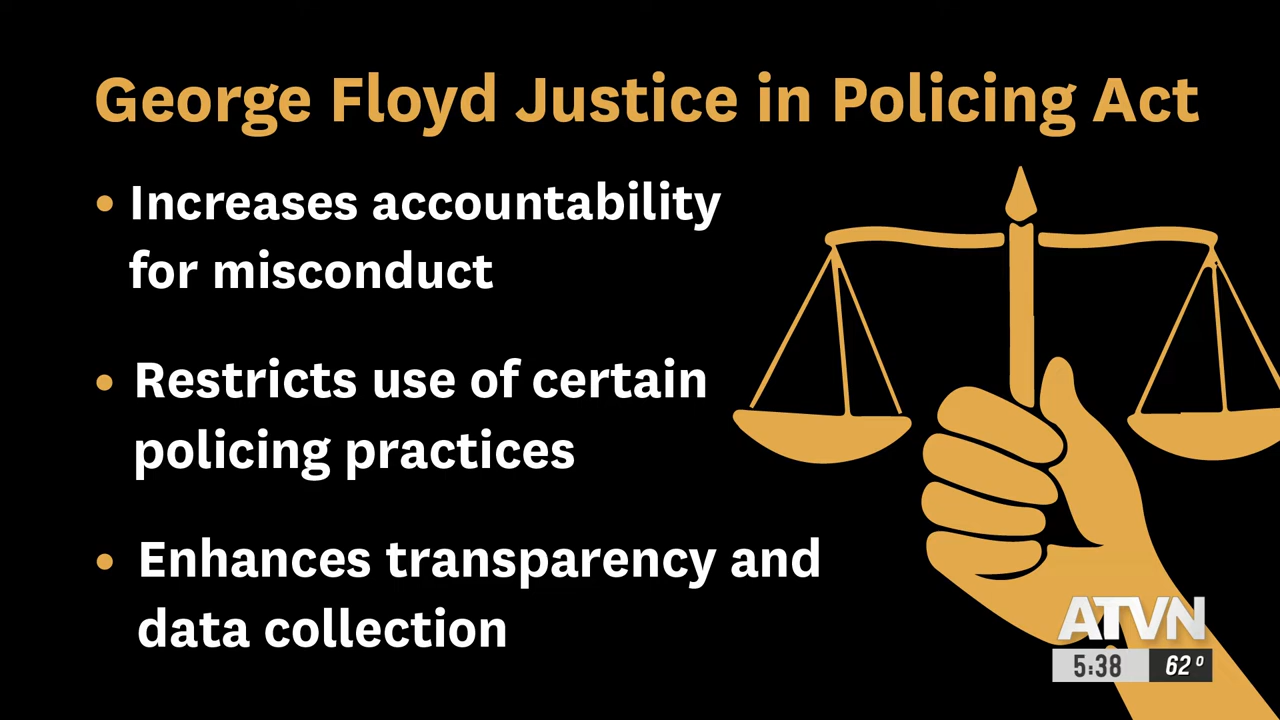 George Floyd Justice in Policing Act
• Increases accountability
for misconduct
• Restricts use of certain
policing practices
• Enhances transparency and
data collection
ATVN
5:38 62°